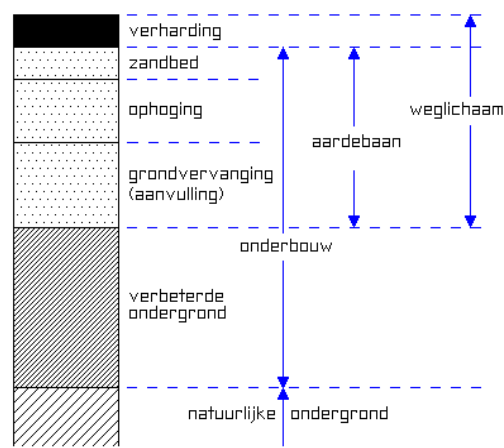 verharding
zandbed
ophoging
weglichaam
aardebaan
grondvervanging
(aanvulling)
onderbouw
verbeterde
ondergrond
natuurlijke ondergrond